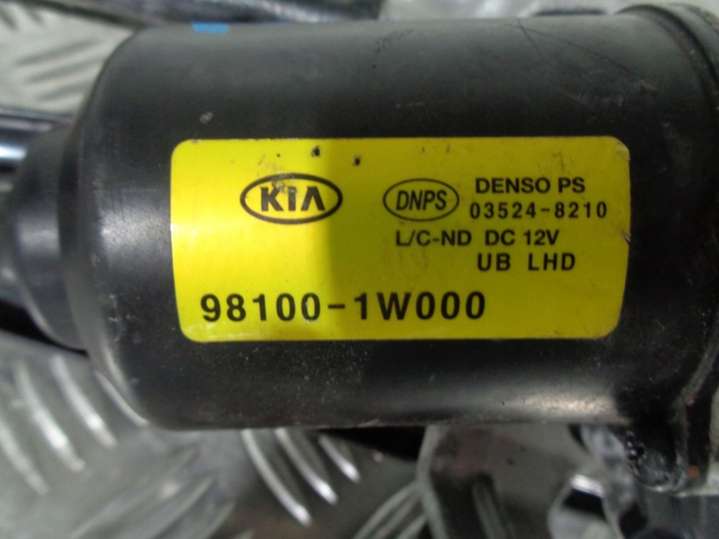 KIA DNPS DENSO PS
03524-8210
L/C-ND DC 12V
UB LHD
98100-1W000